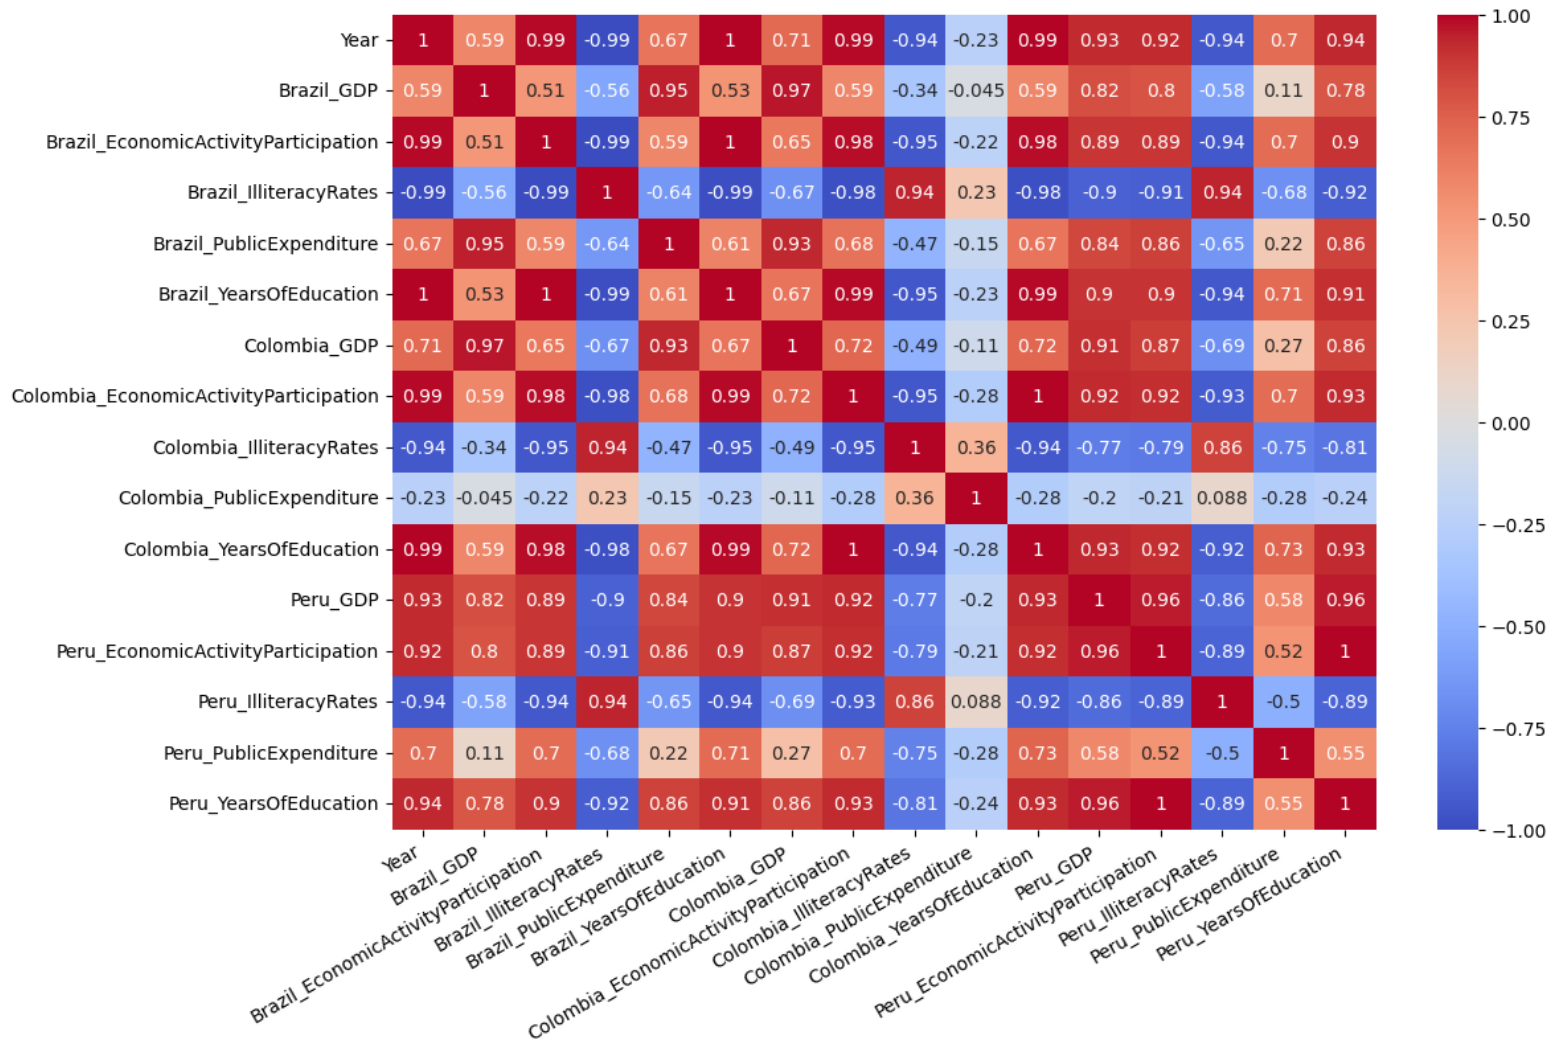 Year 1 0.59 0.99 -0.99 0.67 1 0.71 0.99 -0.94 -0.23 0.99 0.93 0.92 -0.94 0.7 0.94
Brazil_GDP 0.59 1 0.51 -0.56 0.95 0.53 0.97 0.59 -0.34 -0.045 0.59 0.82 0.8 -0.58 0.11 0.78
Brazil_EconomicActivityParticipation 0.99 0.51 1 -0.99 0.59 1 0.65 0.98 -0.95 -0.22 0.98 0.89 0.89 -0.94 0.7 0.9
Brazil_IlliteracyRates -0.99 -0.56 -0.99 1 -0.64 -0.99 -0.67 -0.98 0.94 0.23 -0.98 -0.9 -0.91 0.94 -0.68 -0.92
Brazil_PublicExpenditure 0.67 0.95 0.59 -0.64 1 0.61 0.93 0.68 -0.47 -0.15 0.67 0.84 0.86 -0.65 0.22 0.86
Brazil_YearsOfEducation 1 0.53 1 -0.99 0.61 1 0.67 0.99 -0.95 -0.23 0.99 0.9 0.9 -0.94 0.71 0.91
Colombia_GDP 0.71 0.97 0.65 -0.67 0.93 0.67 1 0.72 -0.49 -0.11 0.72 0.91 0.87 -0.69 0.27 0.86
Colombia_EconomicActivityParticipation 0.99 0.59 0.98 -0.98 0.68 0.99 0.72 1 -0.95 -0.28 1 0.92 0.92 -0.93 0.7 0.93
Colombia_IlliteracyRates -0.94 -0.34 -0.95 0.94 -0.47 -0.95 -0.49 -0.95 1 0.36 -0.94 -0.77 -0.79 0.86 -0.75 -0.81
Colombia_PublicExpenditure -0.23 -0.045 -0.22 0.23 -0.15 -0.23 -0.11 -0.28 0.36 1 -0.28 -0.2 -0.21 0.088 -0.28 -0.24
Colombia_YearsOfEducation 0.99 0.59 0.98 -0.98 0.67 0.99 0.72 1 -0.94 -0.28 1 0.93 0.92 -0.92 0.73 0.93
Peru_GDP 0.93 0.82 0.89 -0.9 0.84 0.9 0.91 0.92 -0.77 -0.2 0.93 1 0.96 -0.86 0.58 0.96
Peru_EconomicActivityParticipation 0.92 0.8 0.89 -0.91 0.86 0.9 0.87 0.92 -0.79 -0.21 0.92 0.96 1 -0.89 0.52 1
Peru_IlliteracyRates -0.94 -0.58 -0.94 0.94 -0.65 -0.94 -0.69 -0.93 0.86 0.088 -0.92 -0.86 -0.89 1 -0.5 -0.89
Peru_PublicExpenditure 0.7 0.11 0.7 -0.68 0.22 0.71 0.27 0.7 -0.75 -0.28 0.73 0.58 0.52 -0.5 1 0.55
Peru_YearsOfEducation 0.94 0.78 0.9 -0.92 0.86 0.91 0.86 0.93 -0.81 -0.24 0.93 0.96 1 -0.89 0.55 1
Year
Brazil_GDP
Brazil_EconomicActivityParticipation
Brazil_IlliteracyRates
Brazil_PublicExpenditure
Brazil_YearsOfEducation
Colombia_GDP
Colombia_EconomicActivityParticipation
Colombia_IlliteracyRates
Colombia_PublicExpenditure
Colombia_YearsOfEducation
Peru_GDP
Peru_EconomicActivityParticipation
Peru_IlliteracyRates
Peru_PublicExpenditure
Peru_YearsOfEducation
1.00
0.75
0.50
0.25
0.00
−0.25
−0.50
−0.75
−1.00